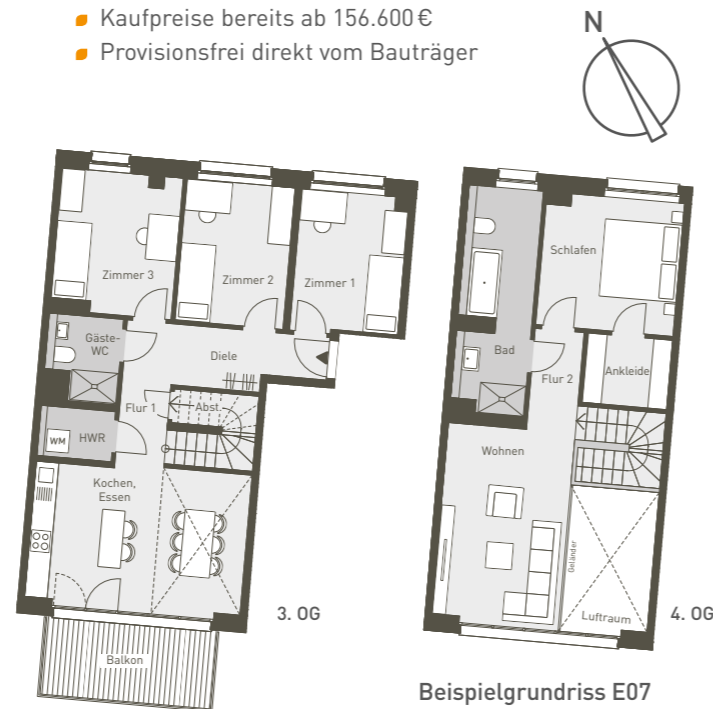 Kaufpreise bereits ab 156.600 €
Provisionsfrei direkt vom Bauträger
N
Zimmer 3
Zimmer 2
Zimmer 1
Gäste-
WC
Diele
Flur 1
Abst.
WM
HWR
Kochen,
Essen
Balkon
3. OG
Schlafen
Bad
Ankleide
Flur 2
Wohnen
Geländer
Luftraum
4. OG
Beispielgrundriss E07